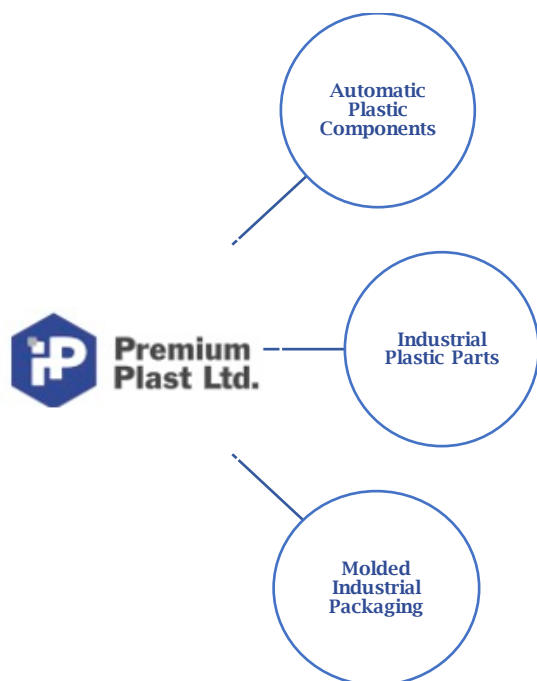 Automatic
Plastic
Components
Premium
Plast Ltd.
Industrial
Plastic Parts
Molded
Industrial
Packaging